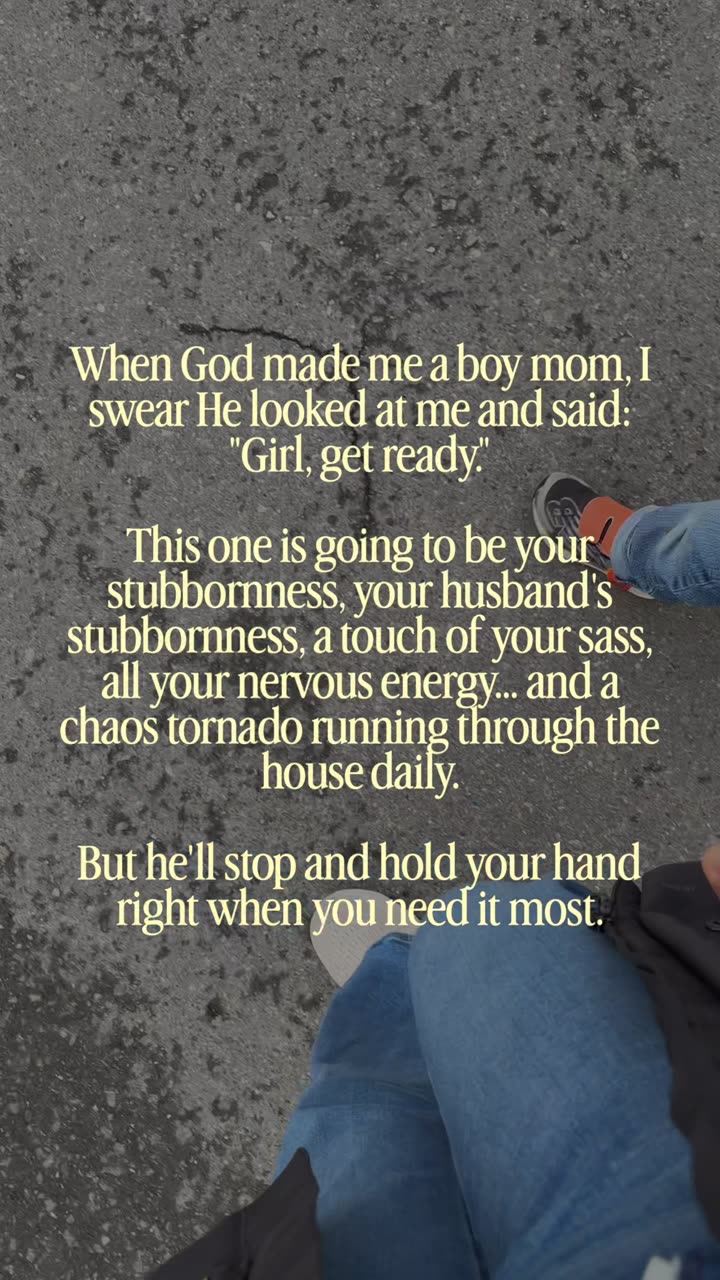 When God made me a boy mom, I
swear He looked at me and said:
"Girl, get ready."
This one is going to be your
stubbornness, your husband's
stubbornness, a touch of your sass,
all your nervous energy... and a
chaos tornado running through the
house daily.
But he'll stop and hold your hand
right when you need it most.